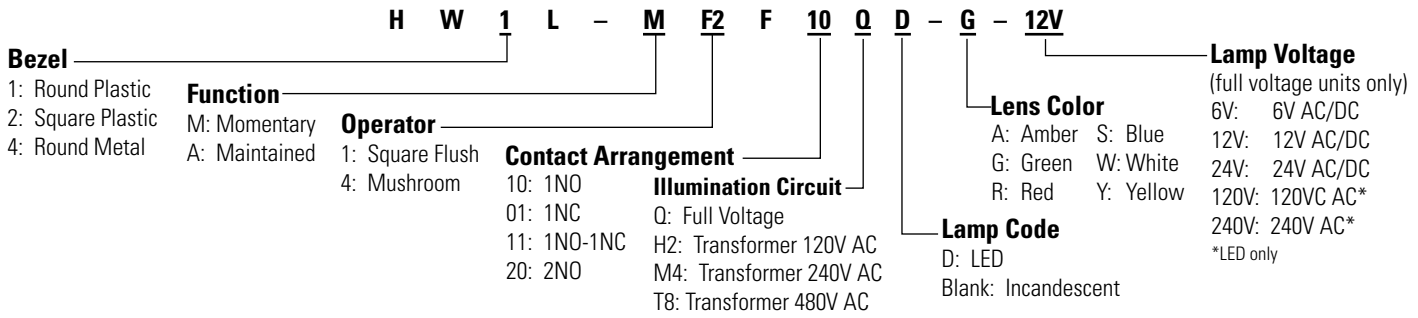 H W 1 L – M F2 F 10 Q D – G – 12V
Bezel
1: Round Plastic
2: Square Plastic
4: Round Metal
Function
M: Momentary
A: Maintained
Operator
1: Square Flush
4: Mushroom
Contact Arrangement
10: 1NO
01: 1NC
11: 1NO-1NC
20: 2NO
Illumination Circuit
Q: Full Voltage
H2: Transformer 120V AC
M4: Transformer 240V AC
T8: Transformer 480V AC
Lamp Code
D: LED
Blank: Incandescent
Lens Color
A: Amber S: Blue
G: Green W: White
R: Red Y: Yellow
Lamp Voltage
(full voltage units only)
6V: 6V AC/DC
12V: 12V AC/DC
24V: 24V AC/DC
120V: 120VC AC*
240V: 240V AC*
*LED only